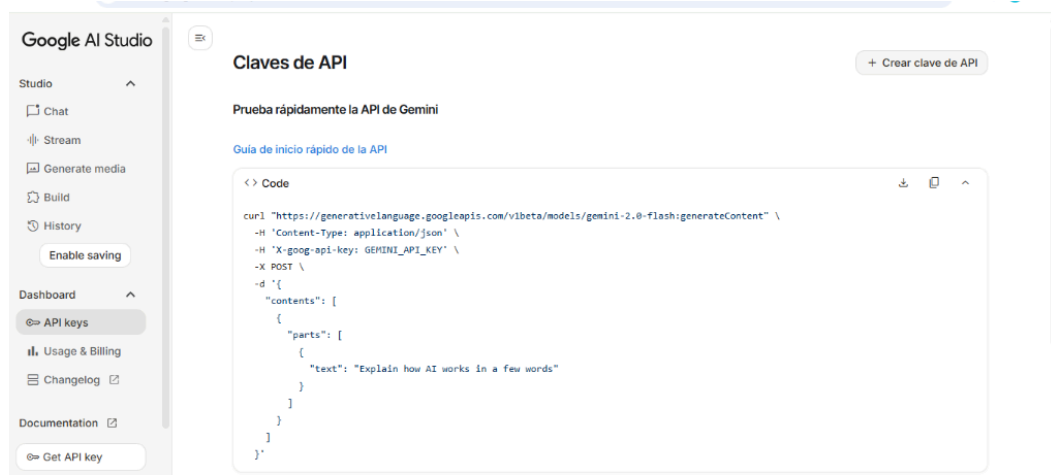 Google AI Studio
Studio
Chat
Stream
Generate media
Build
History
Enable saving
Dashboard
API keys
Usage & Billing
Changelog
Documentation
Get API key
Claves de API
+ Crear clave de API
Prueba rápidamente la API de Gemini
Guía de inicio rápido de la API
<> Code
curl "https://generativelanguage.googleapis.com/v1beta/models/gemini-2.0-flash:generateContent" \
  -H 'Content-Type: application/json' \
  -H 'X-goog-api-key: GEMINI_API_KEY' \
  -X POST \
  -d '{
    "contents": [
      {
        "parts": [
          {
            "text": "Explain how AI works in a few words"
          }
        ]
      }
    ]
  }'